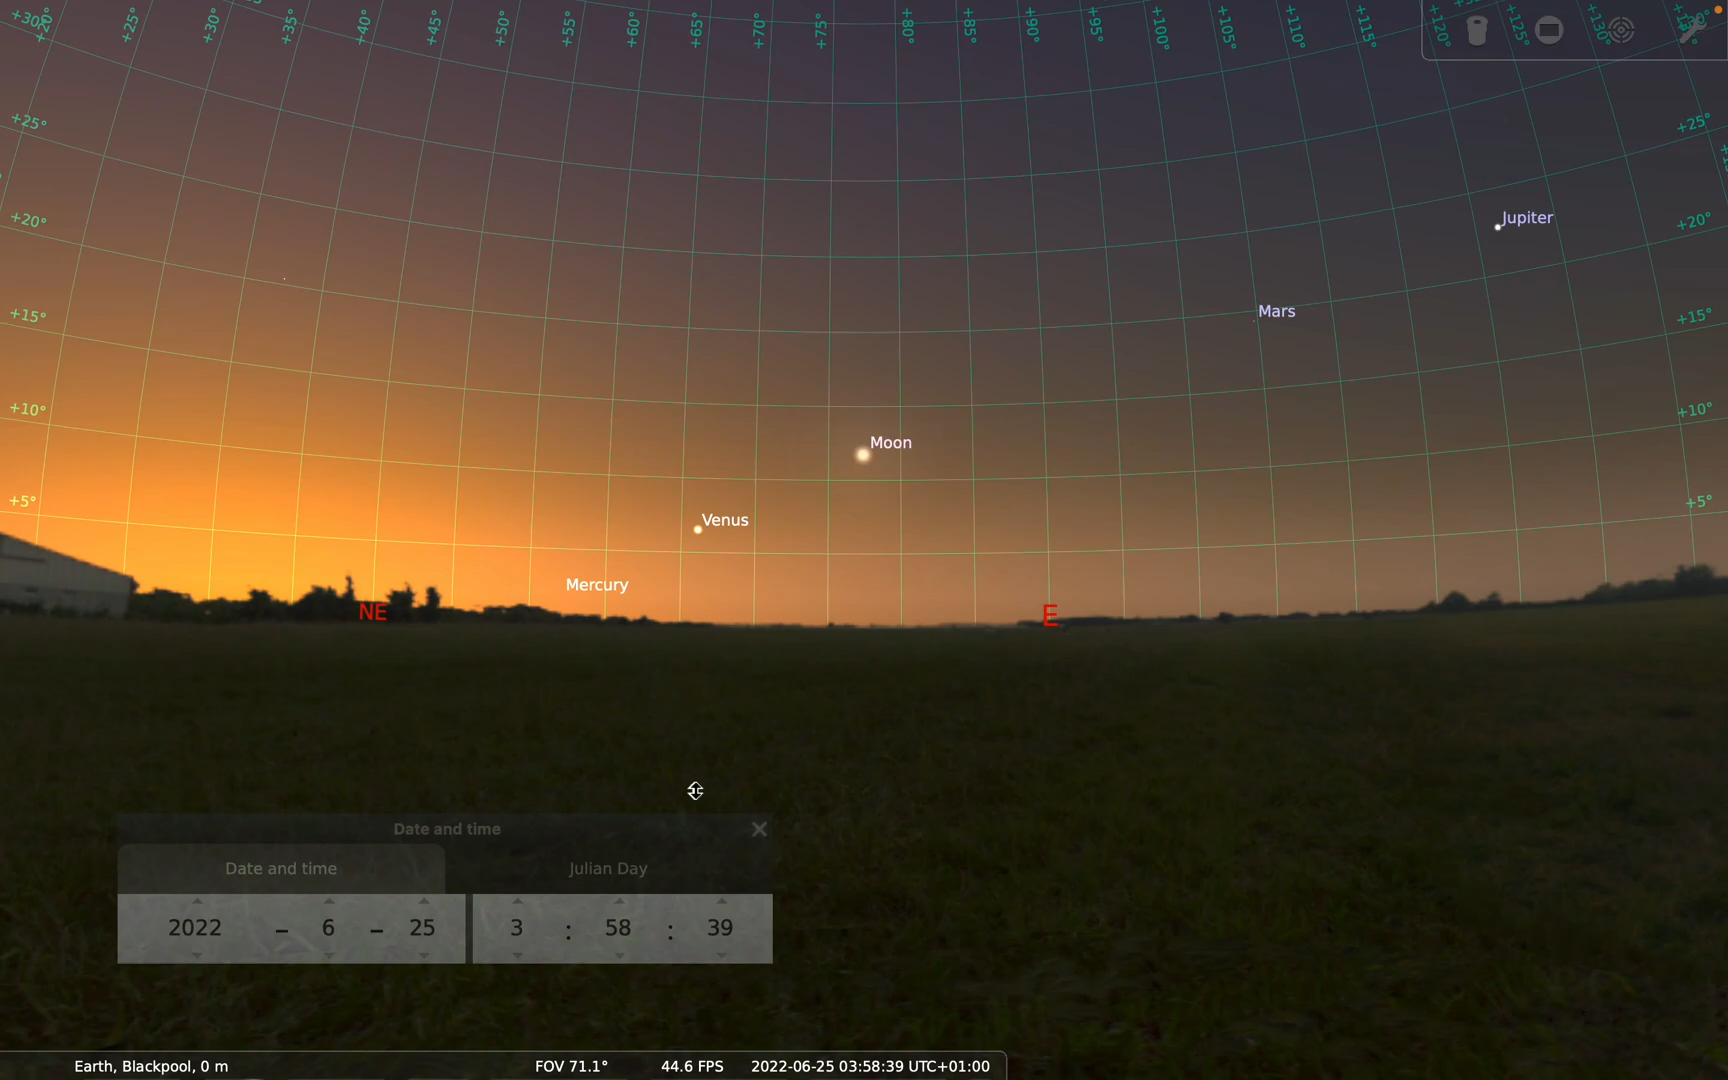 +30°
+20°
+25°
+30°
+35°
+40°
+45°
+50°
+55°
+60°
+65°
+70°
+75°
+80°
+85°
+90°
+95°
+100°
+105°
+110°
+115°
+120°
+125°
+130°
+25°
+25°
+20°
Jupiter
+20°
+15°
Mars
+15°
+10°
+10°
Moon
+5°
Venus
+5°
Mercury
NE
E
Date and time
Date and time
Julian Day
2022 – 6 – 25
3 : 58 : 39
Earth, Blackpool, 0 m
FOV 71.1°
44.6 FPS
2022-06-25 03:58:39 UTC+01:00